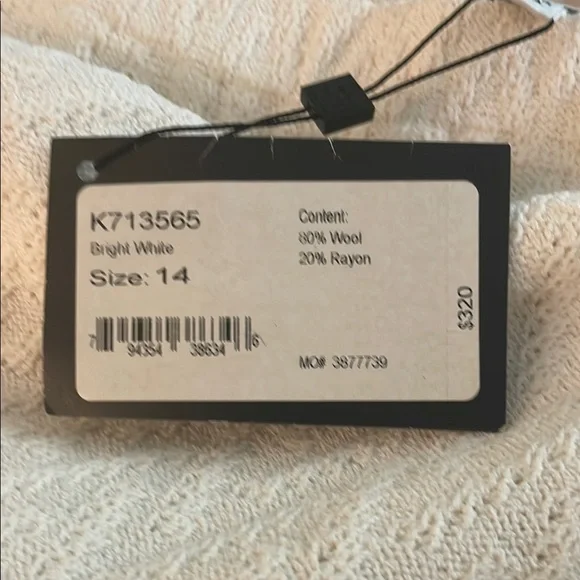 K713565
Bright White
Size: 14
7 94354 38634 6
Content:
80% Wool
20% Rayon
MO# 3877739
$320